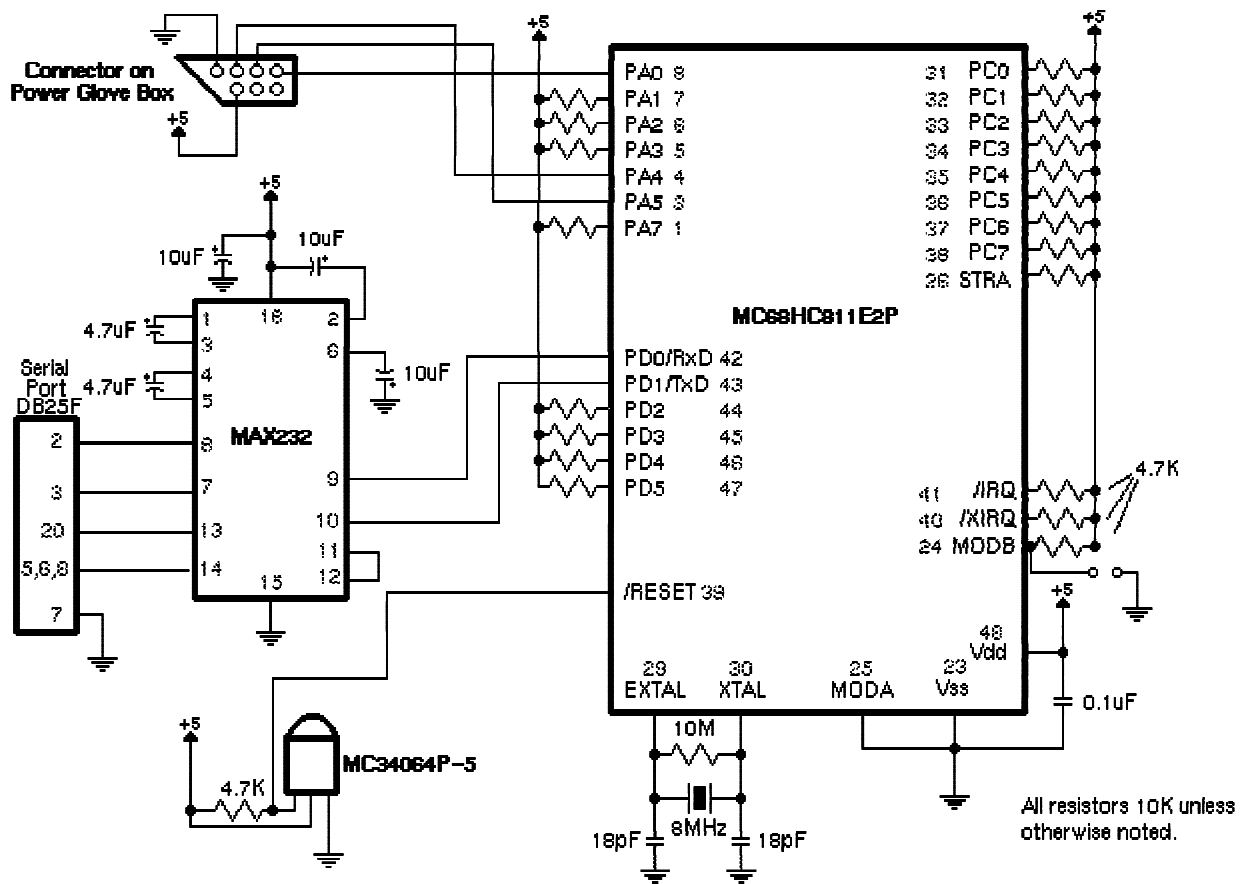 +5
+5
Connector on
Power Glove Box
+5
PA0 8
PA1 7
PA2 6
PA3 5
PA4 4
PA5 3
PA7 1
31 PC0
32 PC1
33 PC2
34 PC3
35 PC4
36 PC5
37 PC6
38 PC7
26 STRA
MC68HC811E2P
+5
10uF
10uF
16
2
1
3
4.7uF
6
10uF
4
5
4.7uF
MAX232
Serial
Port
DB25F
2
3
20
5,6,8
7
8
7
13
14
9
10
11
12
15
PD0/RxD 42
PD1/TxD 43
PD2 44
PD3 45
PD4 46
PD5 47
41 /IRQ
40 /XIRQ
24 MODB
4.7K
/RESET 39
+5
48
Vdd
29
EXTAL
30
XTAL
25
MODA
23
Vss
0.1uF
+5
4.7K
MC34064P-5
10M
8MHz
18pF
18pF
All resistors 10K unless
otherwise noted.